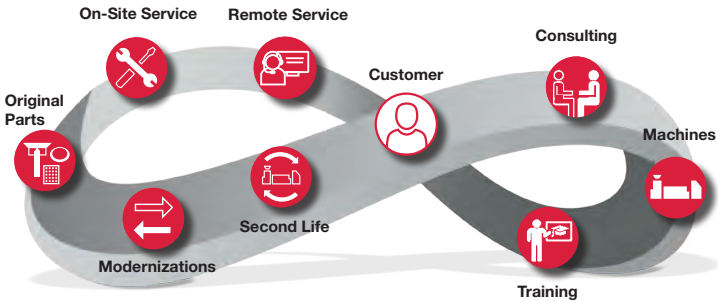 On-Site Service
Remote Service
Consulting
Customer
Original
Parts
Machines
Second Life
Modernizations
Training